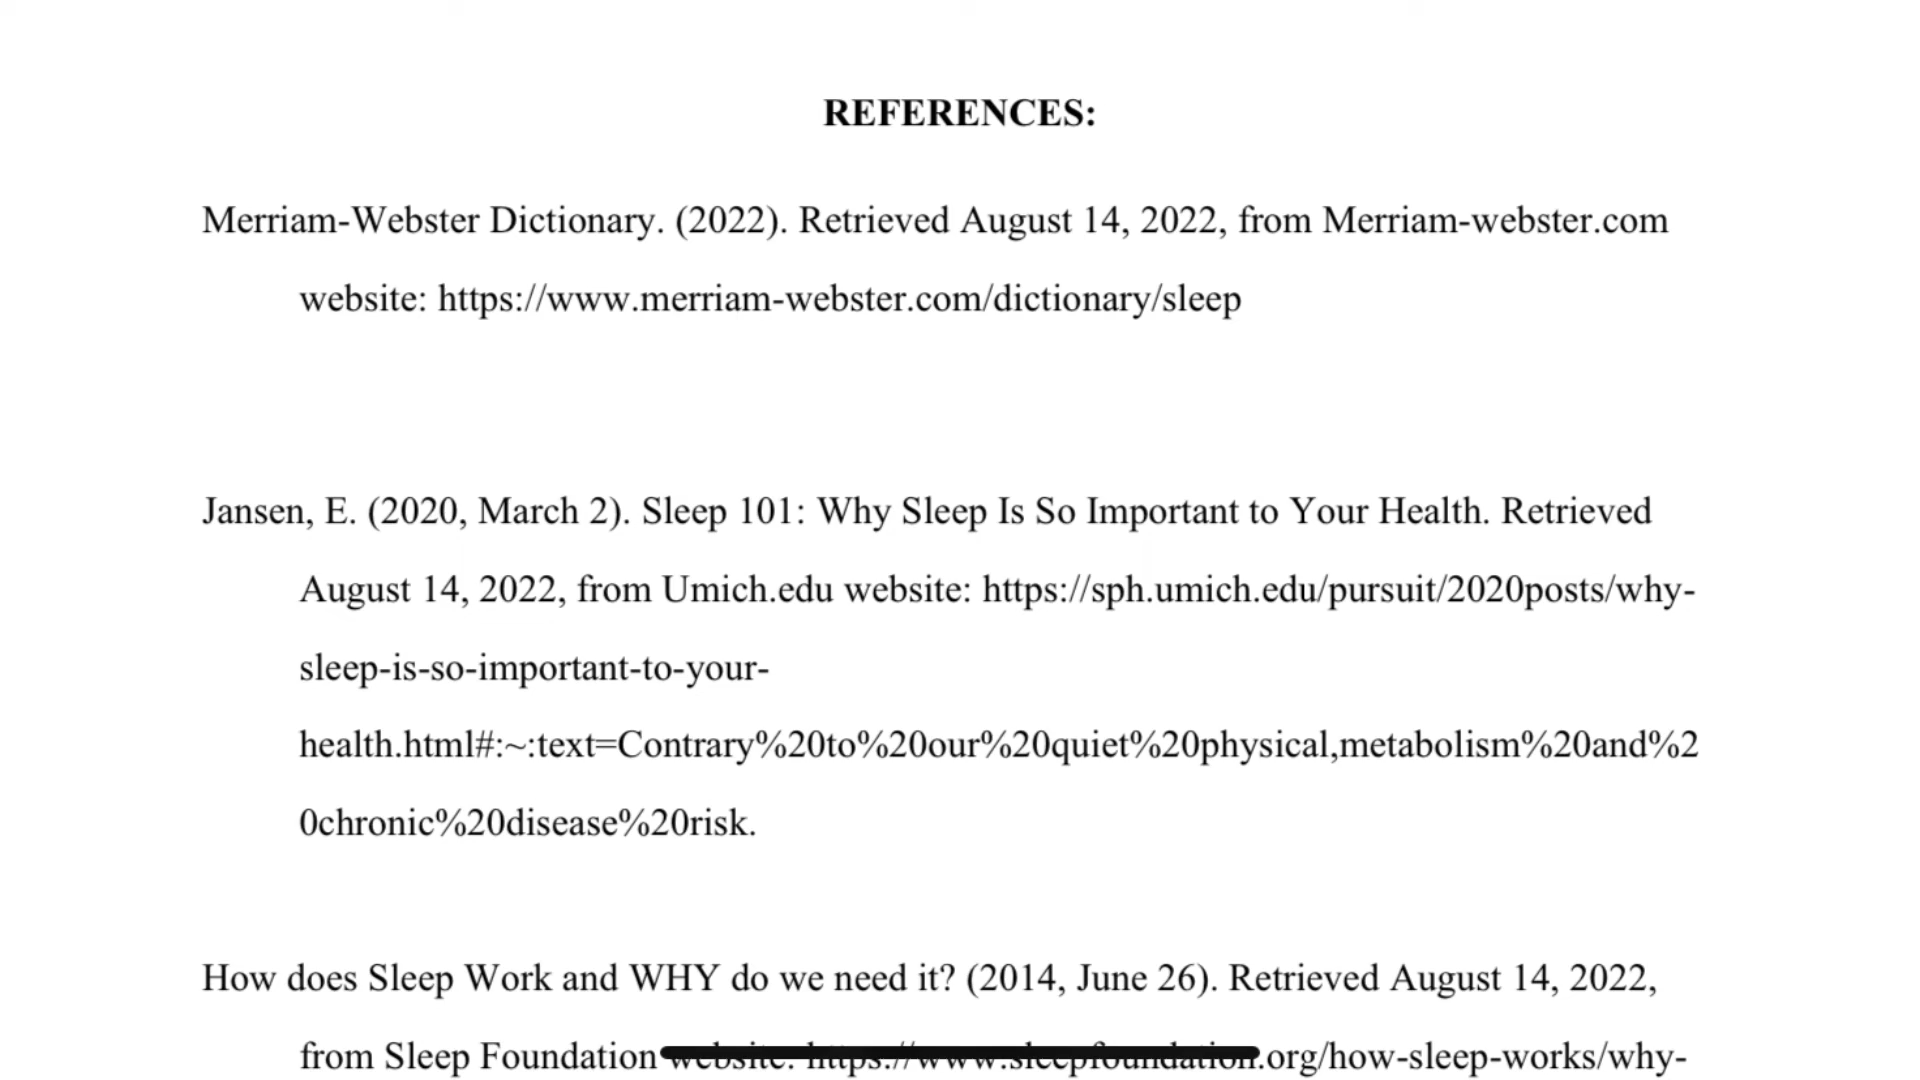 REFERENCES:
Merriam-Webster Dictionary. (2022). Retrieved August 14, 2022, from Merriam-webster.com
website: https://www.merriam-webster.com/dictionary/sleep
Jansen, E. (2020, March 2). Sleep 101: Why Sleep Is So Important to Your Health. Retrieved
August 14, 2022, from Umich.edu website: https://sph.umich.edu/pursuit/2020posts/why-
sleep-is-so-important-to-your-
health.html#:~:text=Contrary%20to%20our%20quiet%20physical,metabolism%20and%2
0chronic%20disease%20risk.
How does Sleep Work and WHY do we need it? (2014, June 26). Retrieved August 14, 2022,
from Sleep Foundation website: https://www.sleepfoundation.org/how-sleep-works/why-